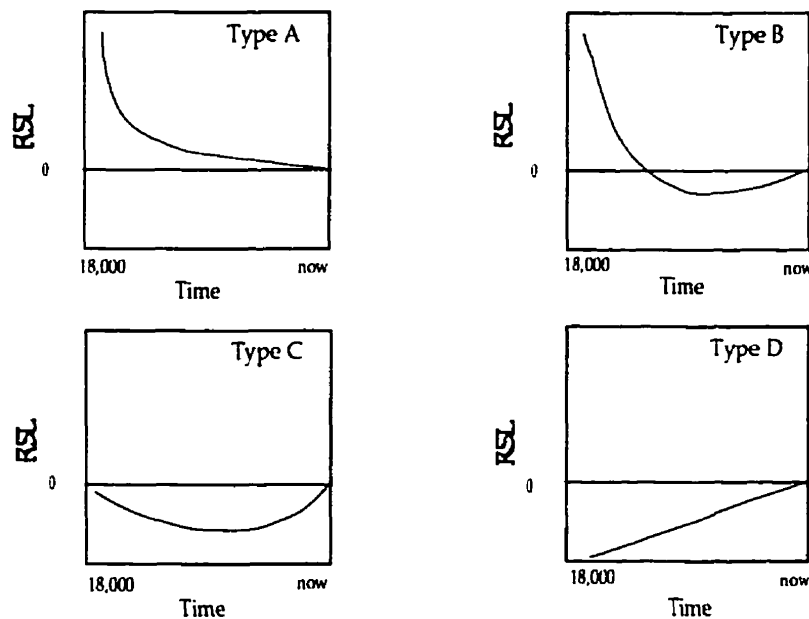 Type A
RSL
0
18,000 now
Time
Type B
RSL
0
18,000 now
Time
Type C
RSL
0
18,000 now
Time
Type D
RSL
0
18,000 now
Time